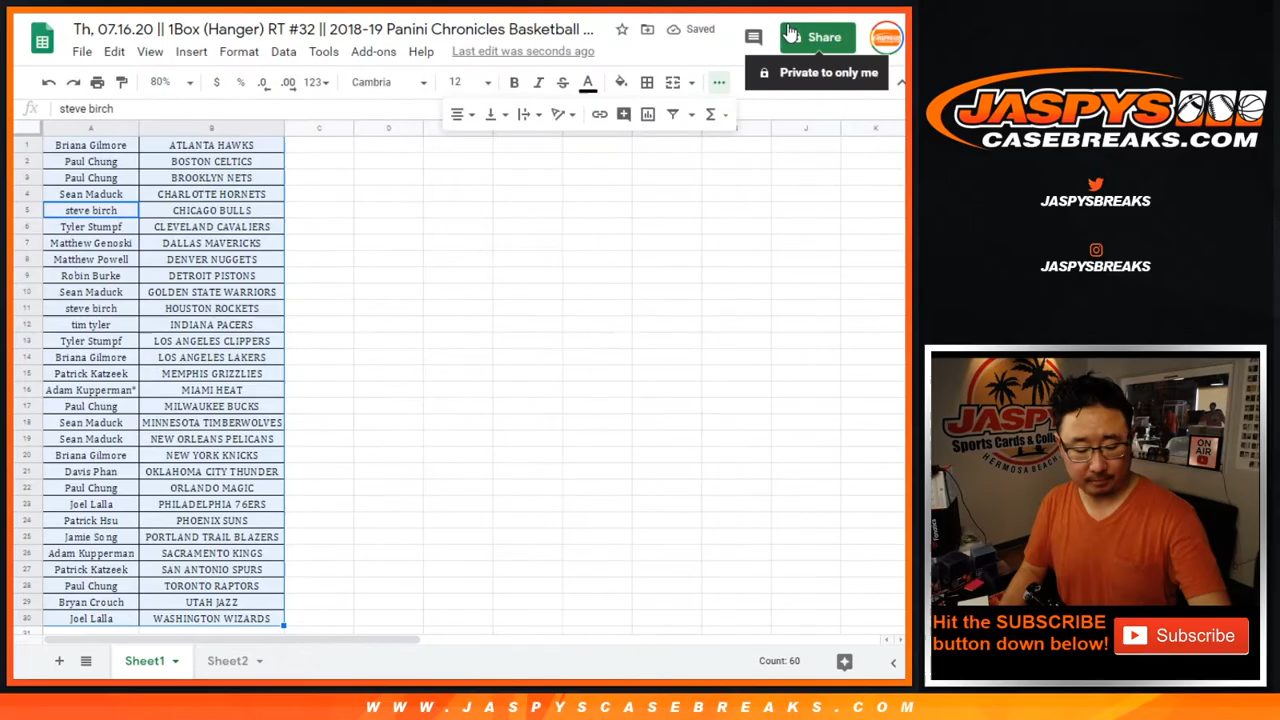 Th, 07.16.20 || 1Box (Hanger) RT #32 || 2018-19 Panini Chronicles Basketball ...
Saved
Share
File Edit View Insert Format Data Tools Add-ons Help Last edit was seconds ago
Private to only me
80% $ % .0 .00 123 Cambria 12 B I S A
fx steve birch
A B C D J K
1 Briana Gilmore ATLANTA HAWKS
2 Paul Chung BOSTON CELTICS
3 Paul Chung BROOKLYN NETS
4 Sean Maduck CHARLOTTE HORNETS
5 steve birch CHICAGO BULLS
6 Tyler Stumpf CLEVELAND CAVALIERS
7 Matthew Genoski DALLAS MAVERICKS
8 Matthew Powell DENVER NUGGETS
9 Robin Burke DETROIT PISTONS
10 Sean Maduck GOLDEN STATE WARRIORS
11 steve birch HOUSTON ROCKETS
12 tim tyler INDIANA PACERS
13 Tyler Stumpf LOS ANGELES CLIPPERS
14 Briana Gilmore LOS ANGELES LAKERS
15 Patrick Katzeek MEMPHIS GRIZZLIES
16 Adam Kupperman* MIAMI HEAT
17 Paul Chung MILWAUKEE BUCKS
18 Sean Maduck MINNESOTA TIMBERWOLVES
19 Sean Maduck NEW ORLEANS PELICANS
20 Briana Gilmore NEW YORK KNICKS
21 Davis Phan OKLAHOMA CITY THUNDER
22 Paul Chung ORLANDO MAGIC
23 Joel Lalla PHILADELPHIA 76ERS
24 Patrick Hsu PHOENIX SUNS
25 Jamie Song PORTLAND TRAIL BLAZERS
26 Adam Kupperman SACRAMENTO KINGS
27 Patrick Katzeek SAN ANTONIO SPURS
28 Paul Chung TORONTO RAPTORS
29 Bryan Crouch UTAH JAZZ
30 Joel Lalla WASHINGTON WIZARDS
Sheet1 Sheet2 Count: 60
JASPYS
CASEBREAKS.COM
JASPYSBREAKS
JASPYSBREAKS
JASPYS
Sports Cards & Coll
HERMOSA BEACH
ON AIR
Hit the SUBSCRIBE
button down below!
Subscribe
WWW.JASPYSCASEBREAKS.COM